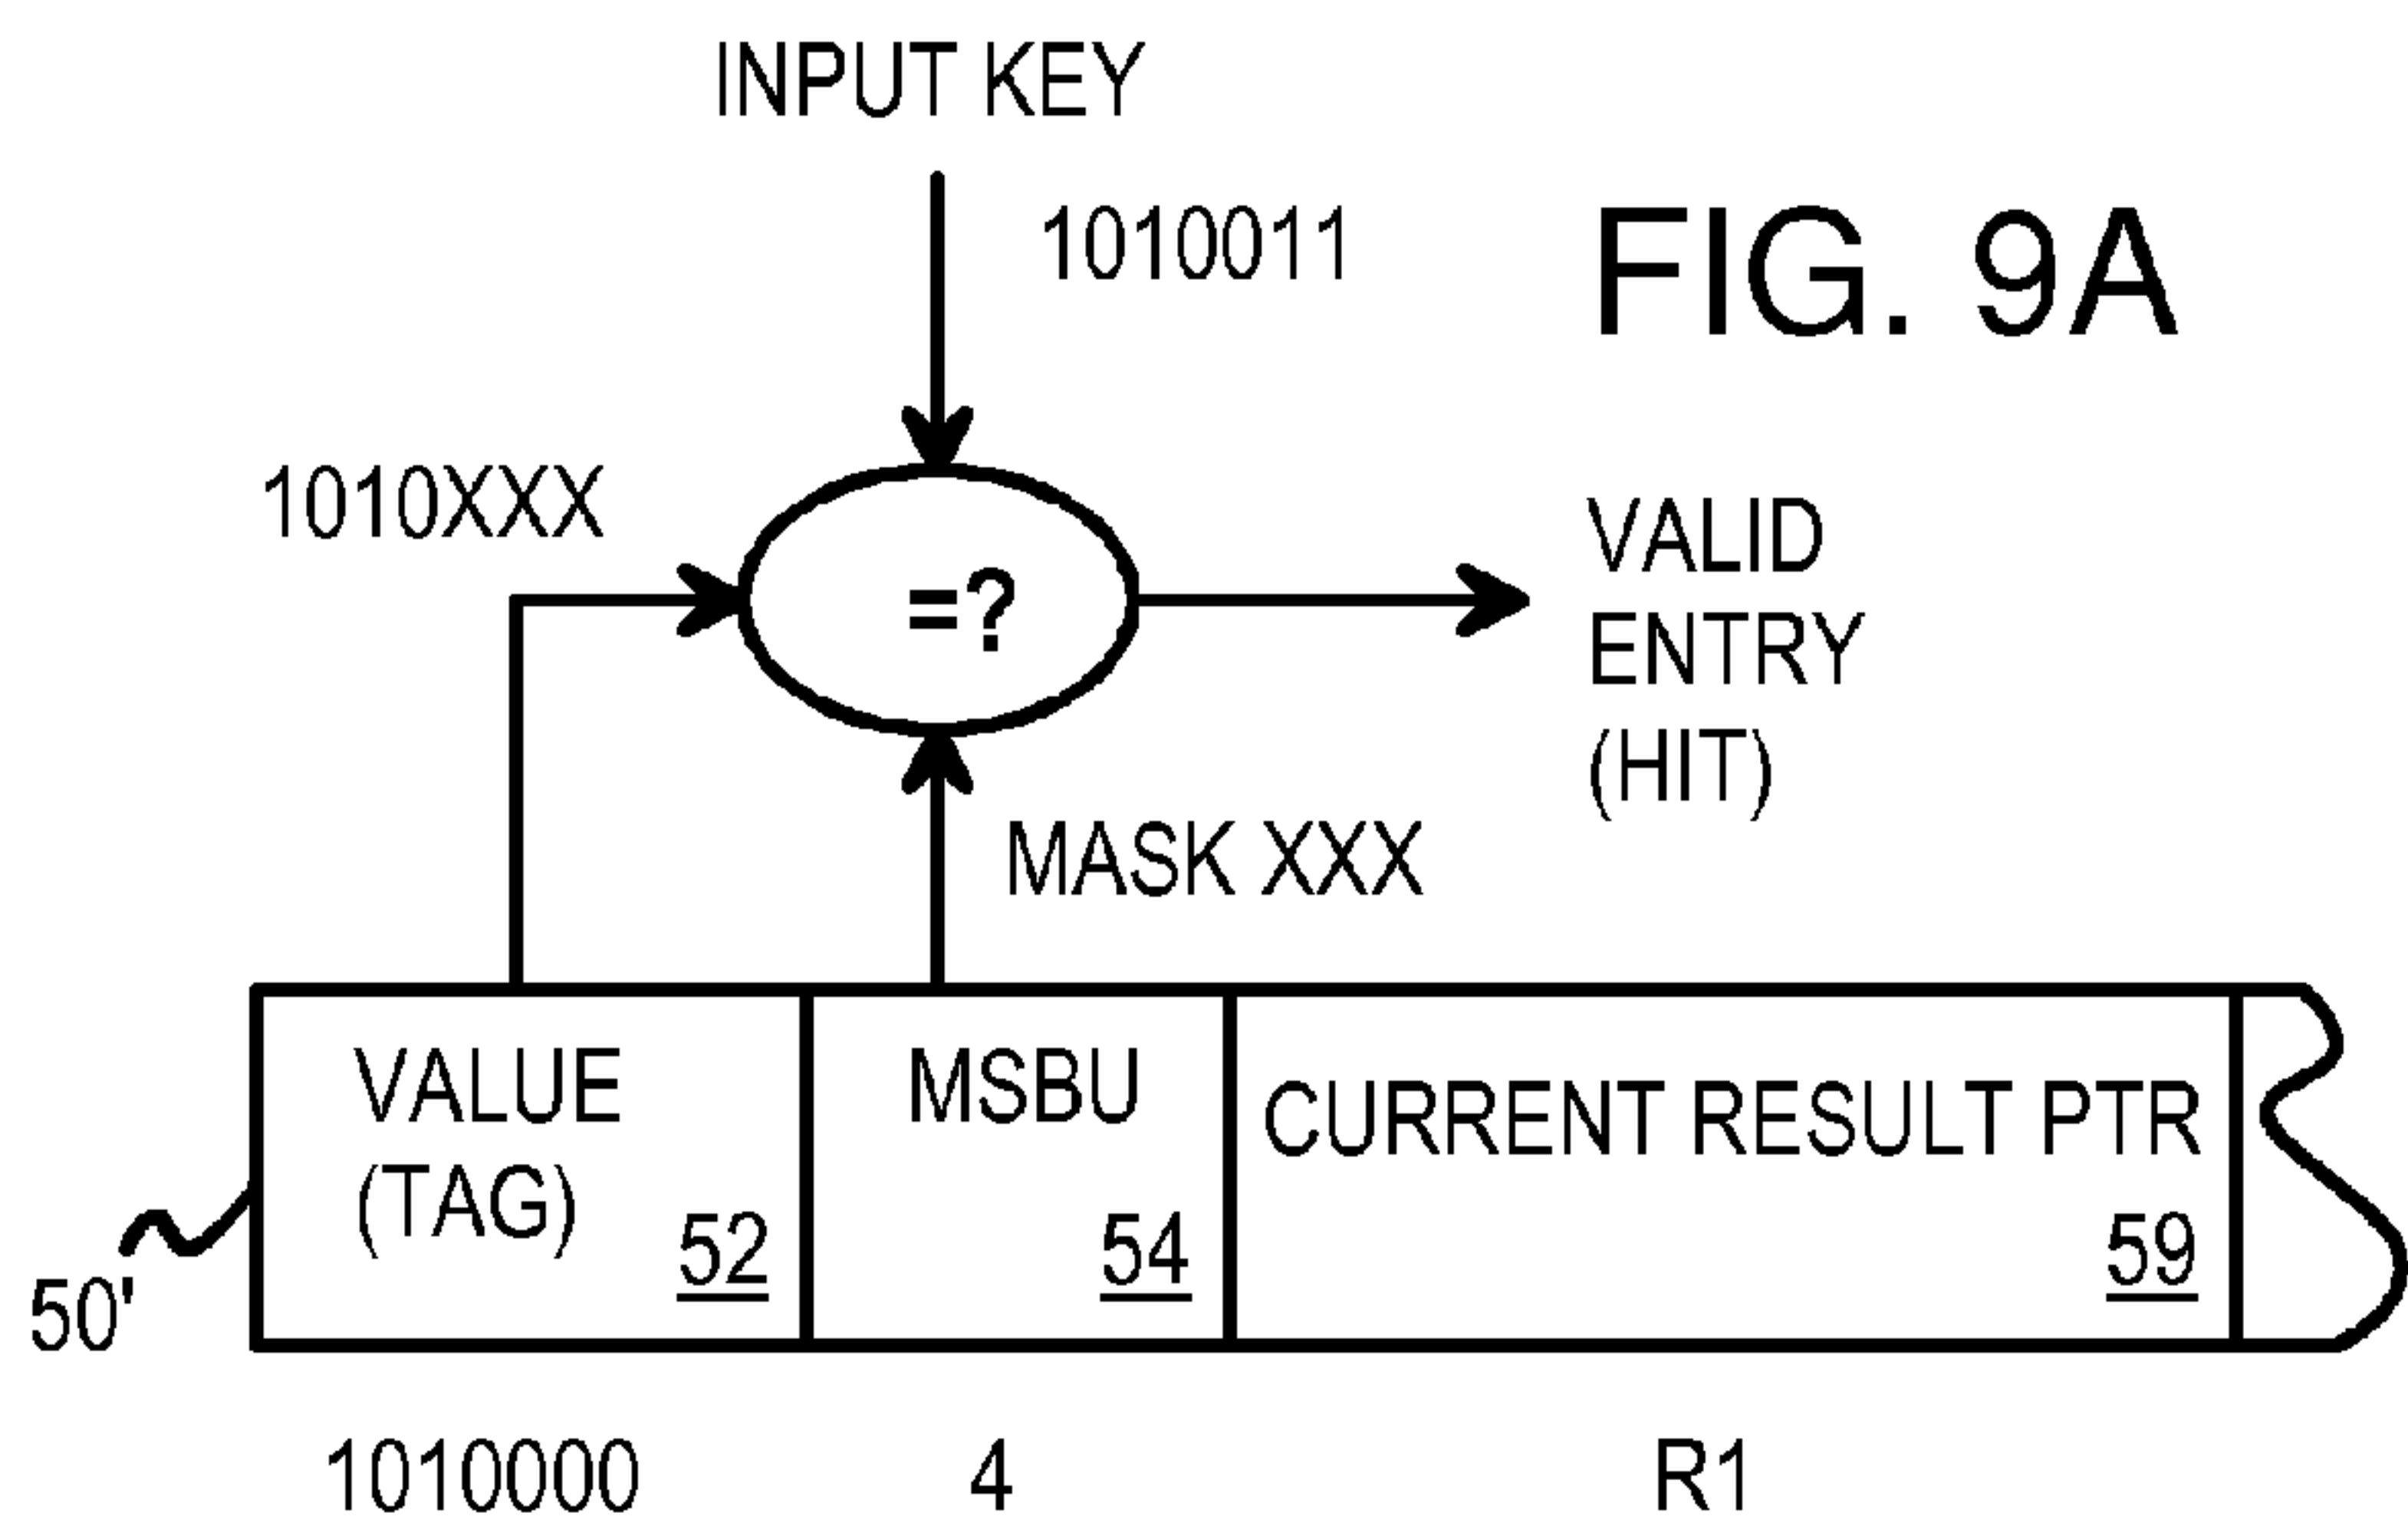 INPUT KEY
1010011
FIG. 9A
1010XXX
=?
VALID
ENTRY
(HIT)
MASK XXX
VALUE
(TAG)
52
MSBU
54
CURRENT RESULT PTR
59
50'
1010000
4
R1